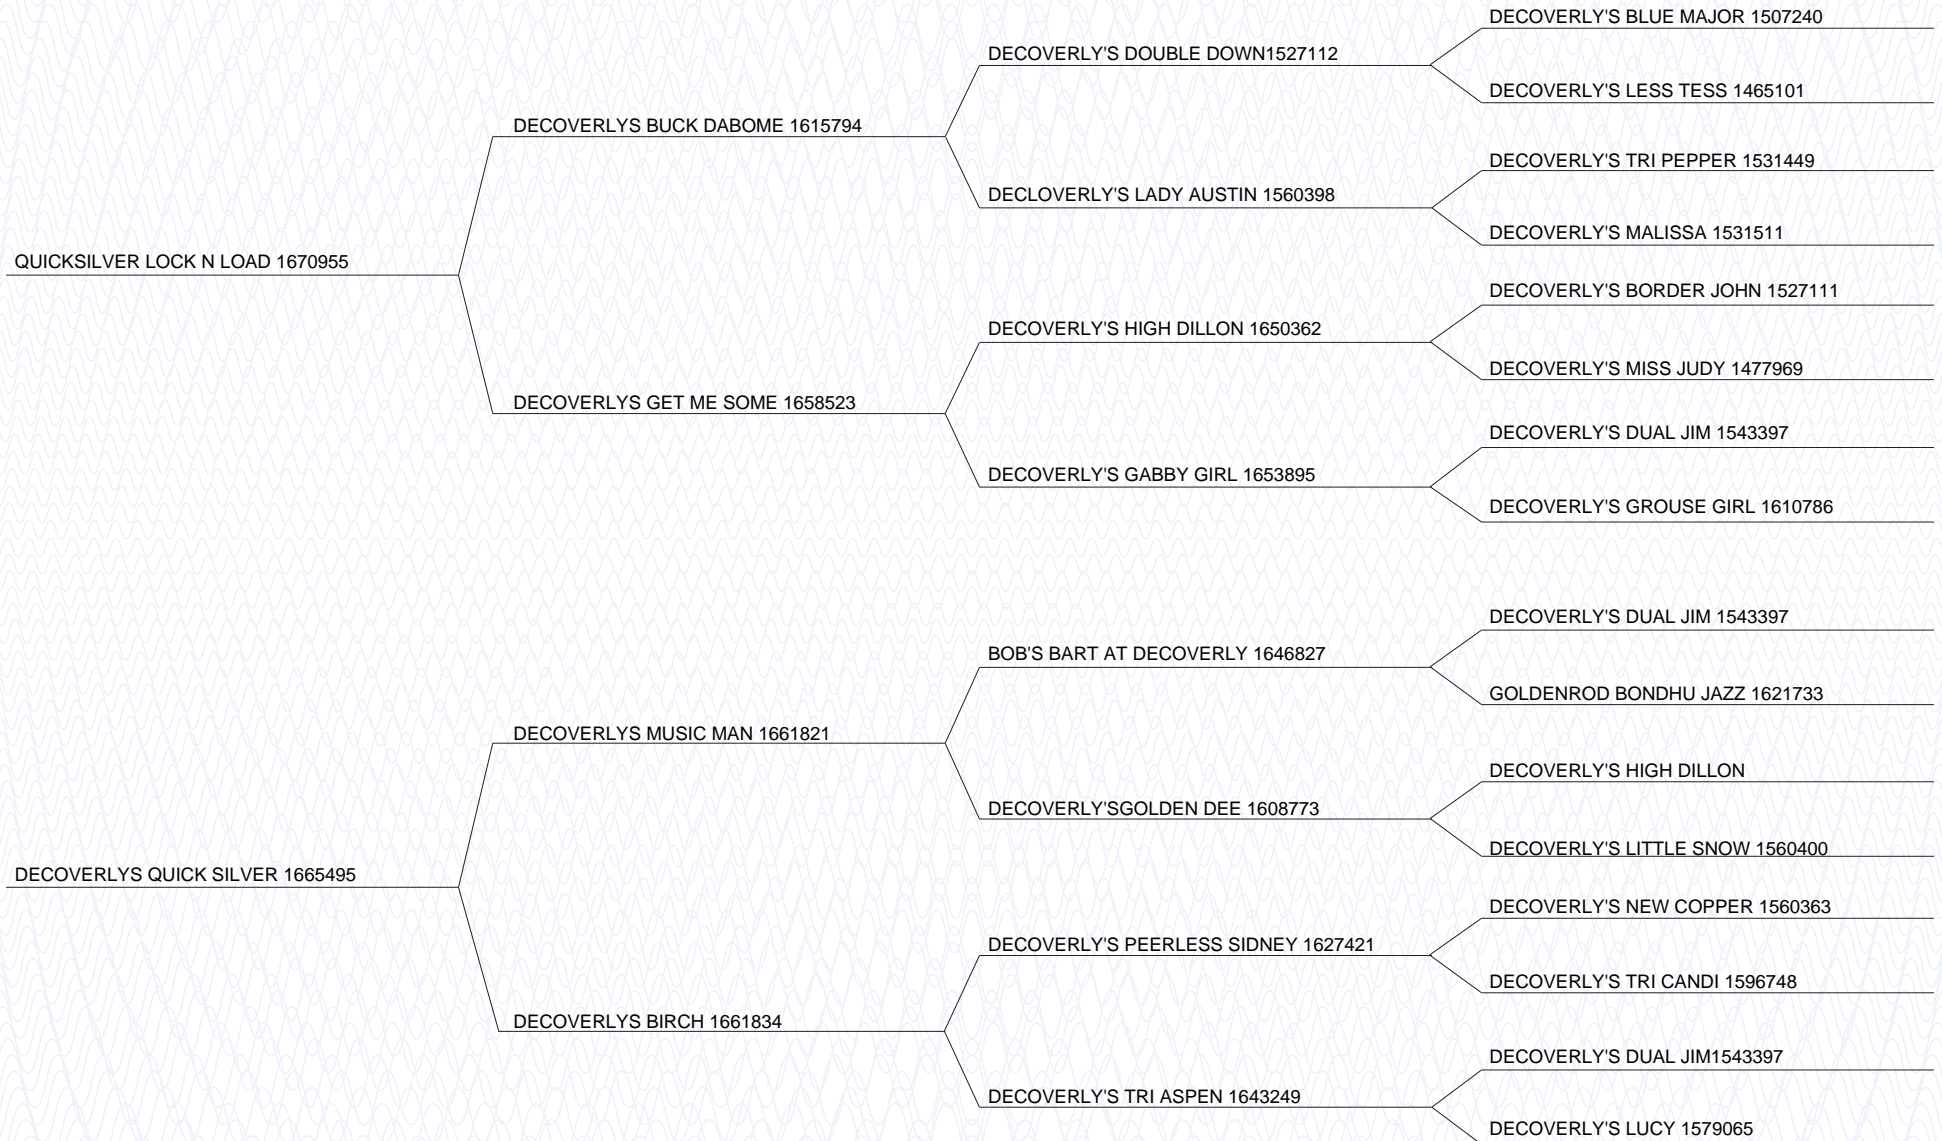 DECOVERLY'S BLUE MAJOR 1507240
DECOVERLY'S DOUBLE DOWN1527112
DECOVERLY'S LESS TESS 1465101
DECOVERLYS BUCK DABOME 1615794
DECOVERLY'S TRI PEPPER 1531449
DECLOVERLY'S LADY AUSTIN 1560398
DECOVERLY'S MALISSA 1531511
QUICKSILVER LOCK N LOAD 1670955
DECOVERLY'S BORDER JOHN 1527111
DECOVERLY'S HIGH DILLON 1650362
DECOVERLY'S MISS JUDY 1477969
DECOVERLYS GET ME SOME 1658523
DECOVERLY'S DUAL JIM 1543397
DECOVERLY'S GABBY GIRL 1653895
DECOVERLY'S GROUSE GIRL 1610786
DECOVERLY'S DUAL JIM 1543397
BOB'S BART AT DECOVERLY 1646827
GOLDENROD BONDHU JAZZ 1621733
DECOVERLYS MUSIC MAN 1661821
DECOVERLY'S HIGH DILLON
DECOVERLY'SGOLDEN DEE 1608773
DECOVERLY'S LITTLE SNOW 1560400
DECOVERLYS QUICK SILVER 1665495
DECOVERLY'S NEW COPPER 1560363
DECOVERLY'S PEERLESS SIDNEY 1627421
DECOVERLY'S TRI CANDI 1596748
DECOVERLYS BIRCH 1661834
DECOVERLY'S DUAL JIM1543397
DECOVERLY'S TRI ASPEN 1643249
DECOVERLY'S LUCY 1579065